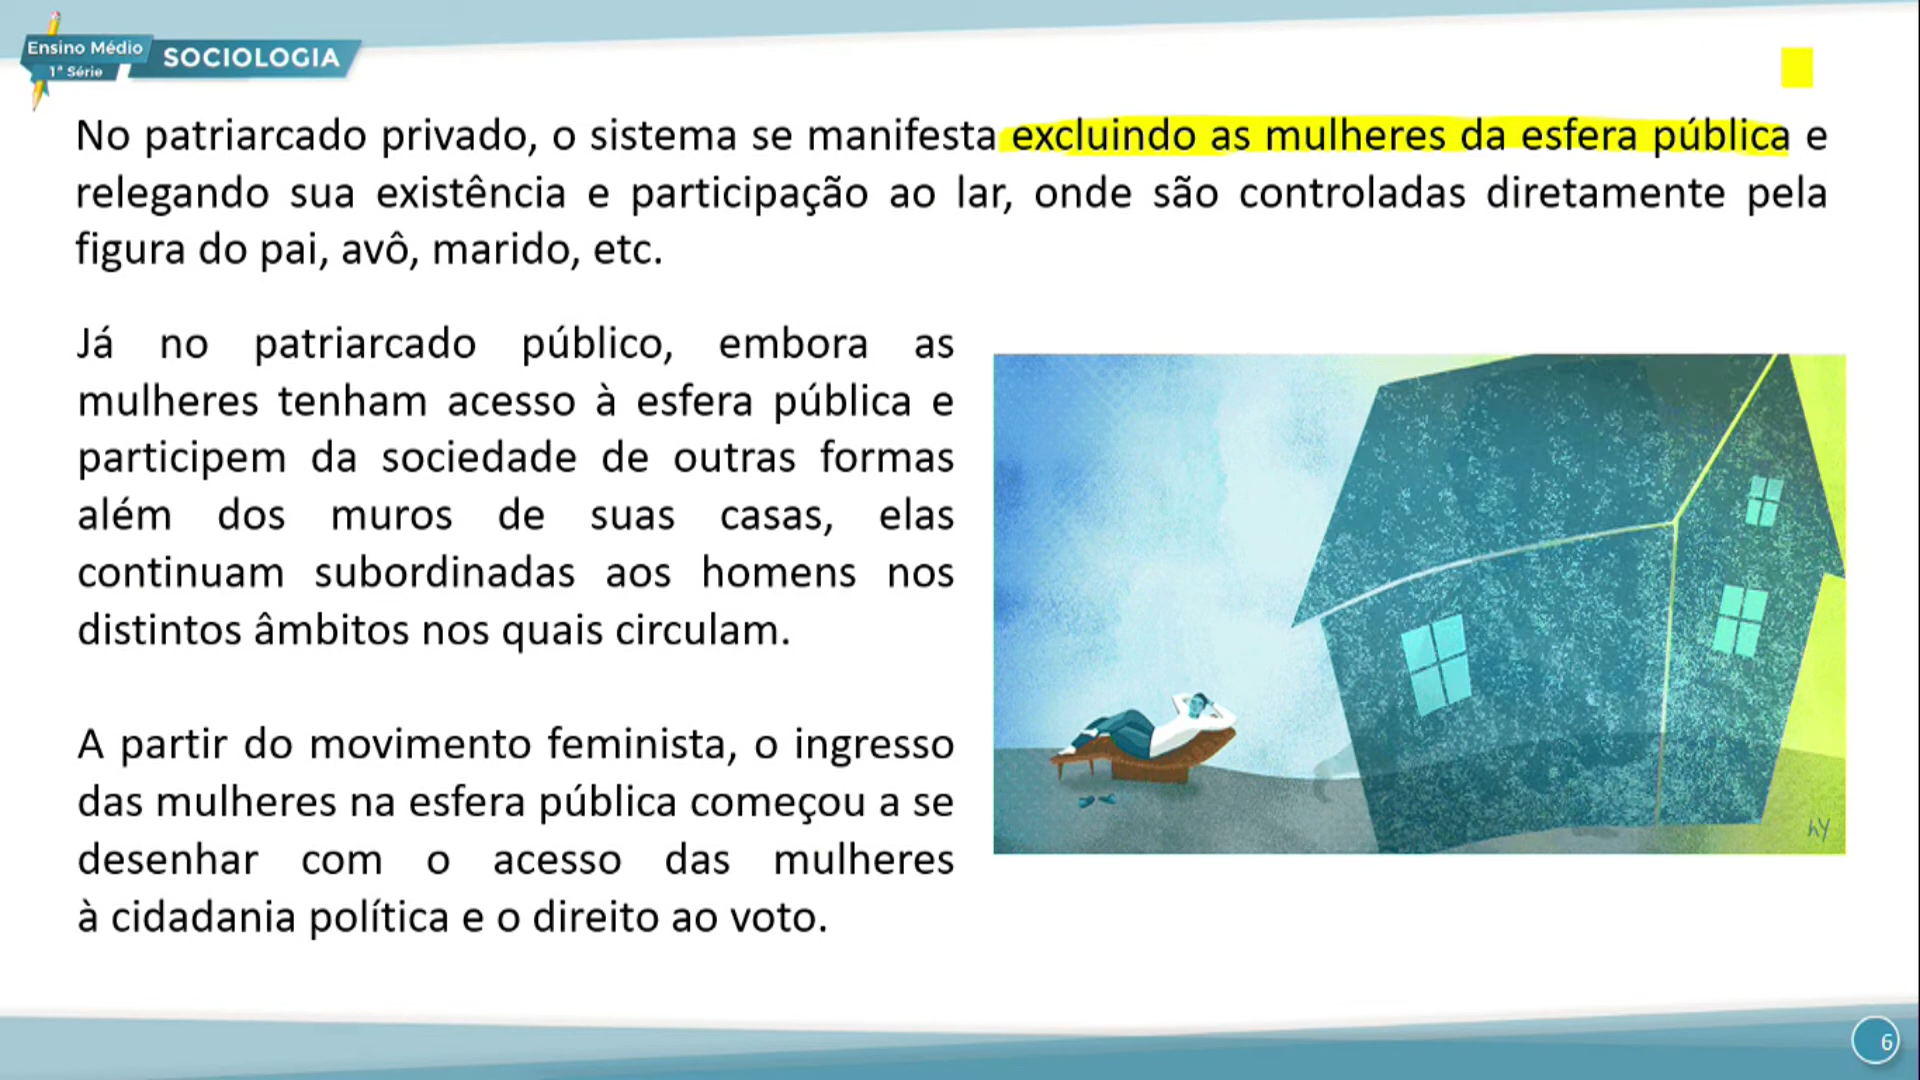 Ensino Médio
1ª Série
SOCIOLOGIA
No patriarcado privado, o sistema se manifesta excluindo as mulheres da esfera pública e
relegando sua existência e participação ao lar, onde são controladas diretamente pela
figura do pai, avô, marido, etc.
Já no patriarcado público, embora as
mulheres tenham acesso à esfera pública e
participem da sociedade de outras formas
além dos muros de suas casas, elas
continuam subordinadas aos homens nos
distintos âmbitos nos quais circulam.
A partir do movimento feminista, o ingresso
das mulheres na esfera pública começou a se
desenhar com o acesso das mulheres
à cidadania política e o direito ao voto.
hy
6